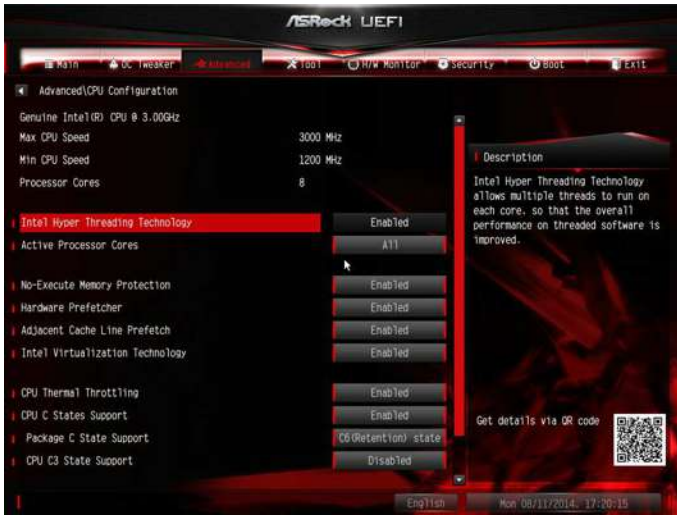 ASRock UEFI
Main OC Tweaker Advanced Tool H/W Monitor Security Boot Exit
Advanced\CPU Configuration
Genuine Intel(R) CPU @ 3.00GHz
Max CPU Speed 3000 MHz
Min CPU Speed 1200 MHz
Processor Cores 8
Intel Hyper Threading Technology Enabled
Active Processor Cores All
No-Execute Memory Protection Enabled
Hardware Prefetcher Enabled
Adjacent Cache Line Prefetch Enabled
Intel Virtualization Technology Enabled
CPU Thermal Throttling Enabled
CPU C States Support Enabled
Package C State Support C6(Retention) state
CPU C3 State Support Disabled
Description
Intel Hyper Threading Technology
allows multiple threads to run on
each core. so that the overall
performance on threaded software is
improved.
Get details via QR code
English Mon 08/11/2014. 17:20:15